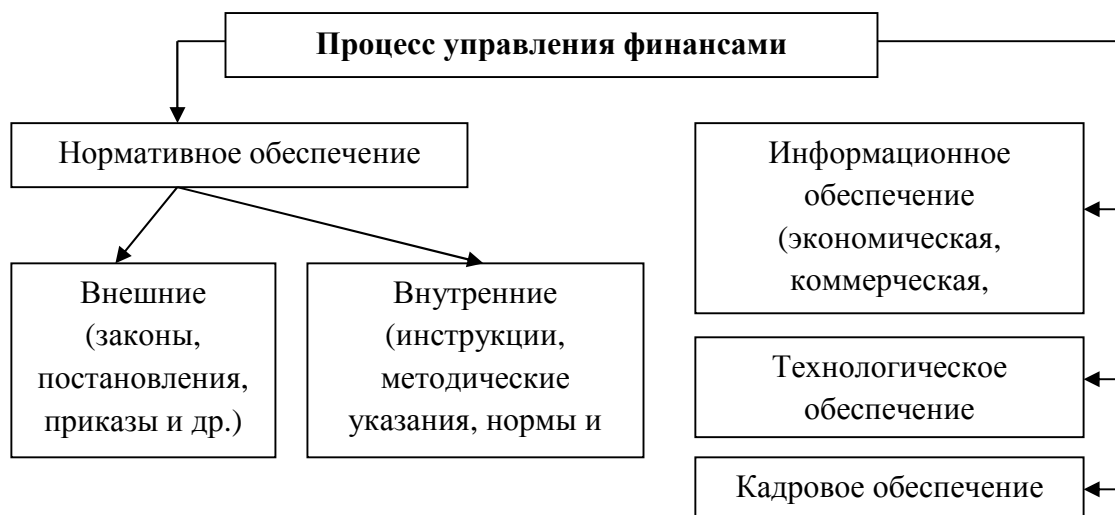 Процесс управления финансами
Нормативное обеспечение
Внешние
(законы,
постановления,
приказы и др.)
Внутренние
(инструкции,
методические
указания, нормы и
Информационное
обеспечение
(экономическая,
коммерческая,
Технологическое
обеспечение
Кадровое обеспечение